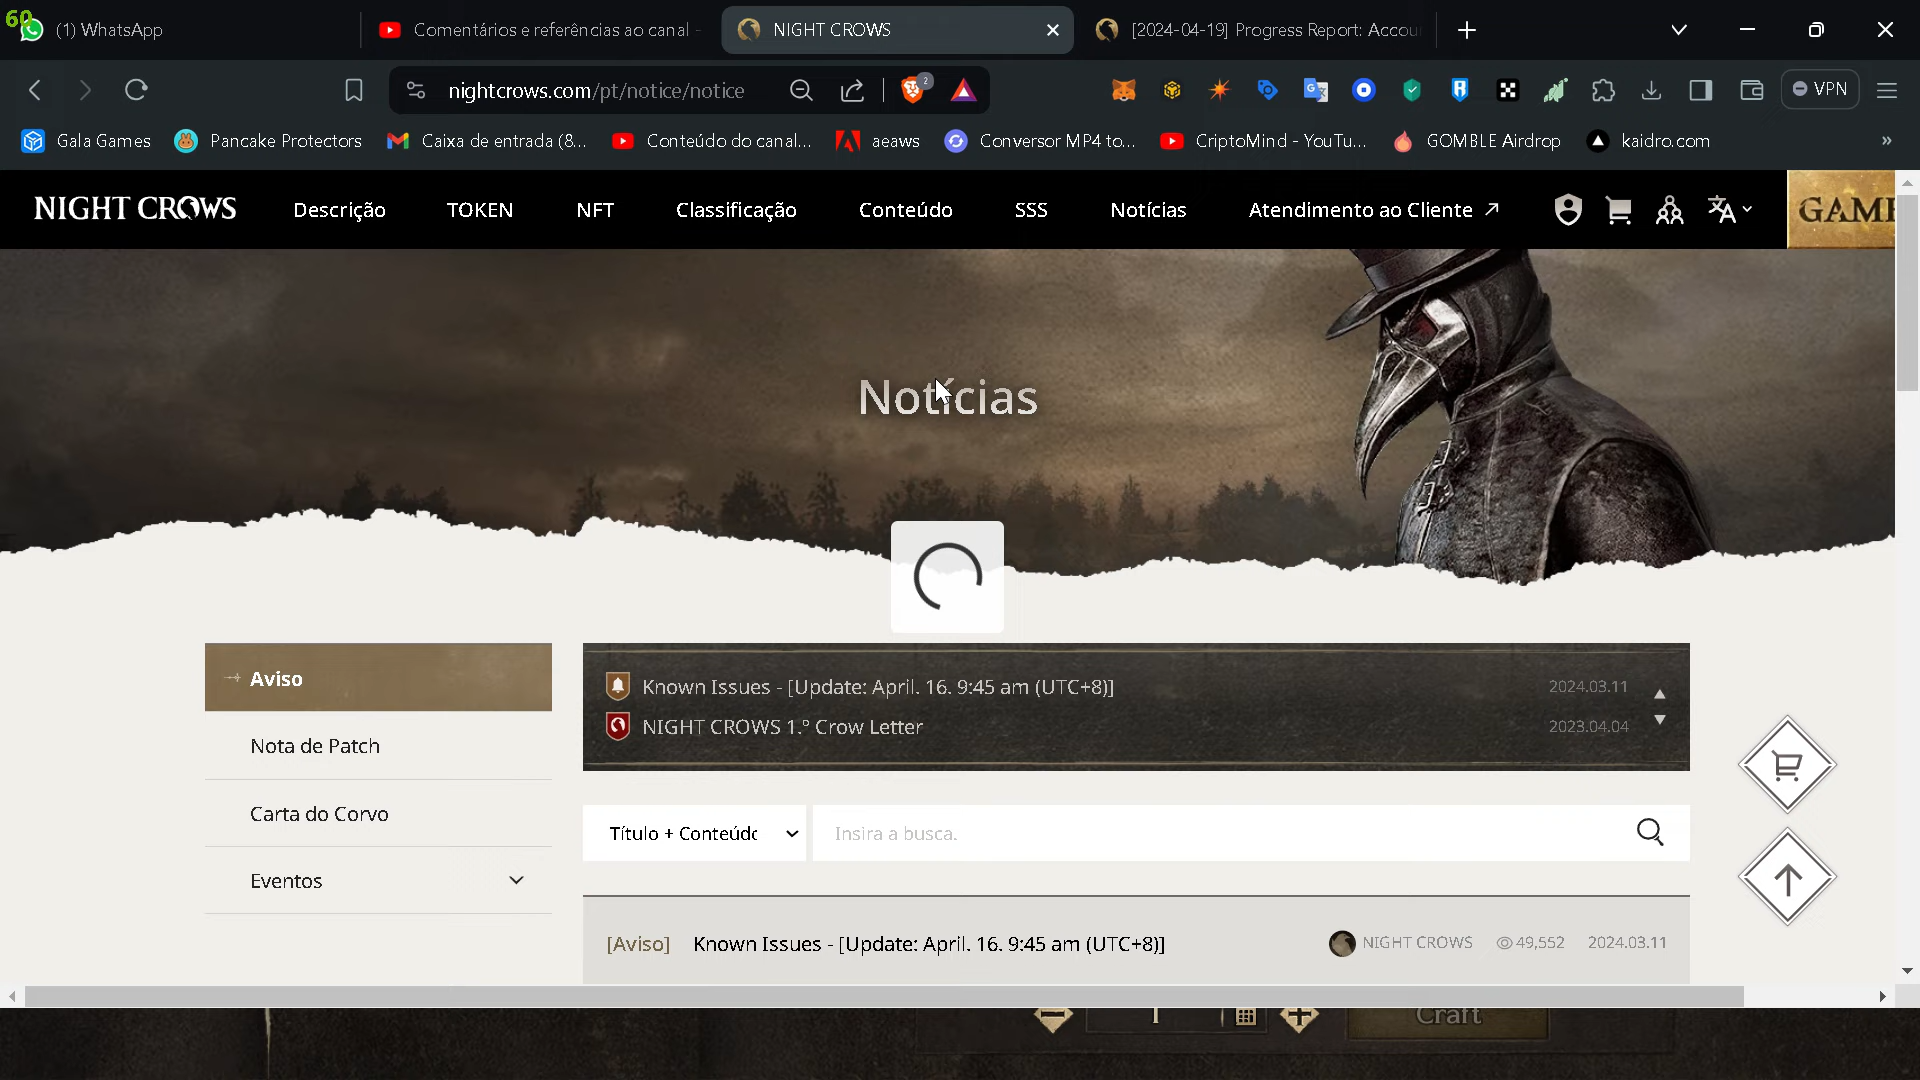 60
(1) WhatsApp
Comentários e referências ao canal -
NIGHT CROWS
[2024-04-19] Progress Report: Accou
nightcrows.com/pt/notice/notice
2
VPN
Gala Games
Pancake Protectors
Caixa de entrada (8...
Conteúdo do canal...
aeaws
Conversor MP4 to...
CriptoMind - YouTu...
GOMBLE Airdrop
kaidro.com
»
NIGHT CROWS
Descrição
TOKEN
NFT
Classificação
Conteúdo
SSS
Notícias
Atendimento ao Cliente
GAME
Notícias
Aviso
Nota de Patch
Carta do Corvo
Eventos
Known Issues - [Update: April. 16. 9:45 am (UTC+8)]
2024.03.11
NIGHT CROWS 1.º Crow Letter
2023.04.04
Título + Conteúdo
Insira a busca.
[Aviso] Known Issues - [Update: April. 16. 9:45 am (UTC+8)]
NIGHT CROWS
49,552
2024.03.11
1
Craft